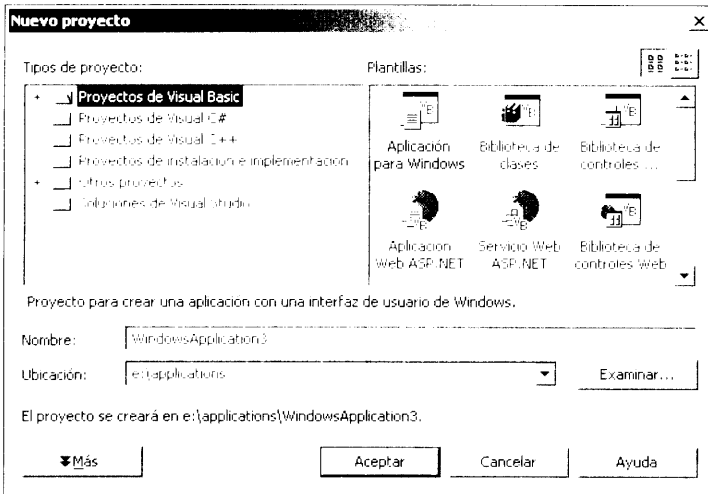 Nuevo proyecto
Tipos de proyecto:
Plantillas:
Proyectos de Visual Basic
Proyectos de Visual C#
Proyectos de Visual C++
Proyectos de instalación e implementación
Otros proyectos
Soluciones de Visual Studio
Aplicación para Windows
Biblioteca de clases
Biblioteca de controles ...
Aplicación Web ASP.NET
Servicio Web ASP.NET
Biblioteca de controles Web
Proyecto para crear una aplicación con una interfaz de usuario de Windows.
Nombre:
WindowsApplication3
Ubicación:
e:\applications
Examinar...
El proyecto se creará en e:\applications\WindowsApplication3.
Más
Aceptar
Cancelar
Ayuda